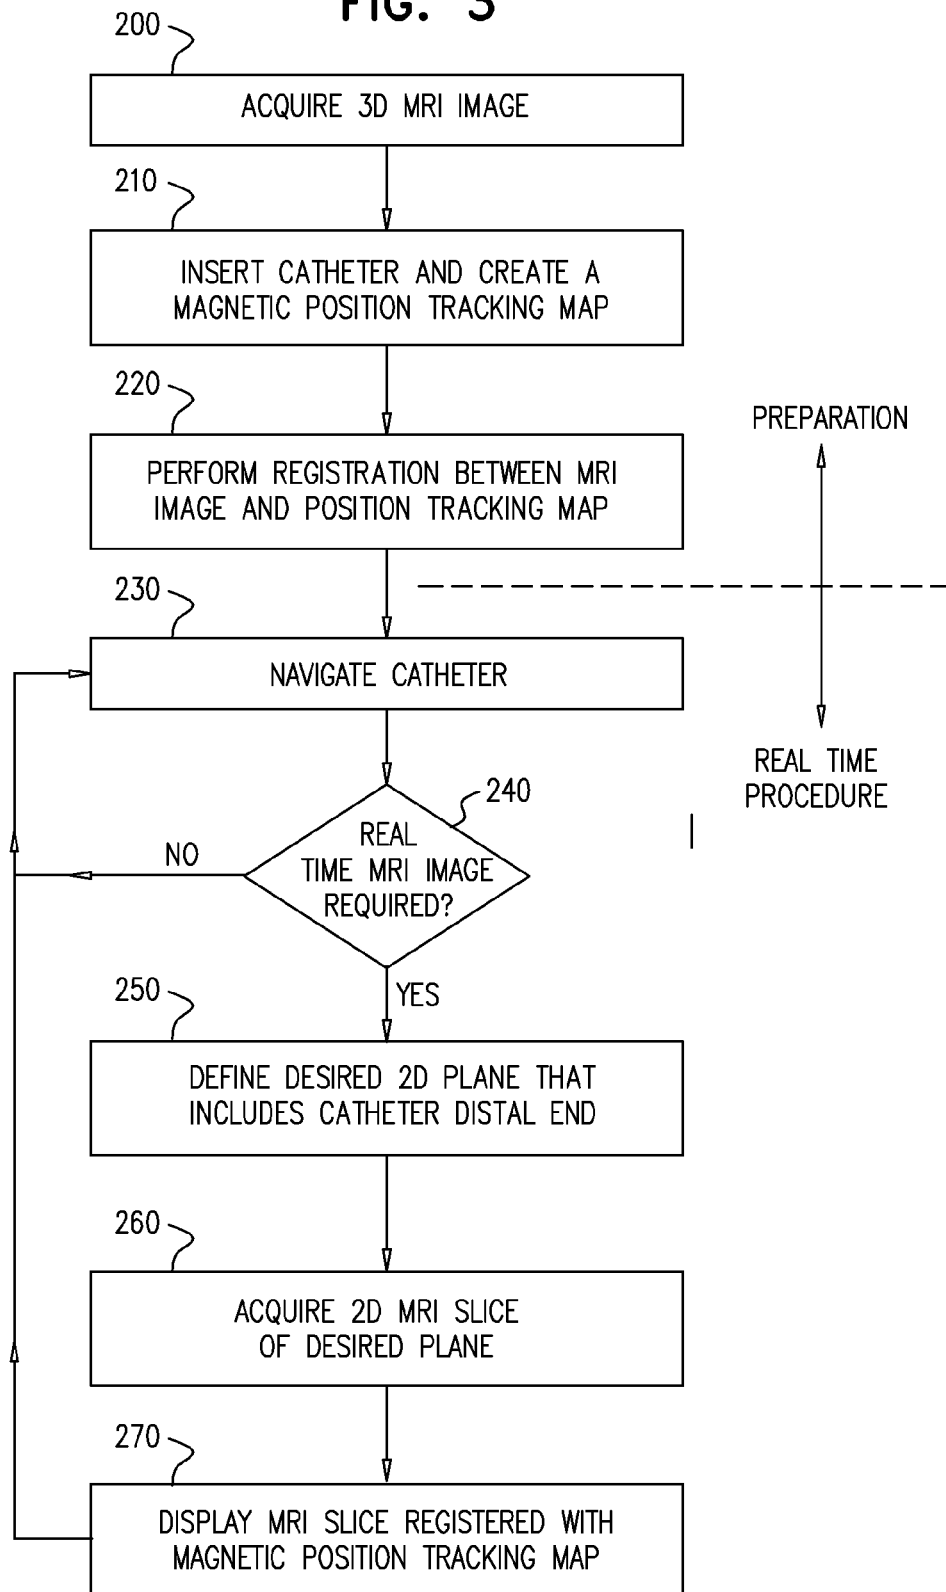 FIG. 3
200
ACQUIRE 3D MRI IMAGE
210
INSERT CATHETER AND CREATE A
MAGNETIC POSITION TRACKING MAP
220
PREPARATION
PERFORM REGISTRATION BETWEEN MRI
IMAGE AND POSITION TRACKING MAP
230
NAVIGATE CATHETER
REAL TIME
PROCEDURE
240
REAL
TIME MRI IMAGE
REQUIRED?
NO
YES
250
DEFINE DESIRED 2D PLANE THAT
INCLUDES CATHETER DISTAL END
260
ACQUIRE 2D MRI SLICE
OF DESIRED PLANE
270
DISPLAY MRI SLICE REGISTERED WITH
MAGNETIC POSITION TRACKING MAP